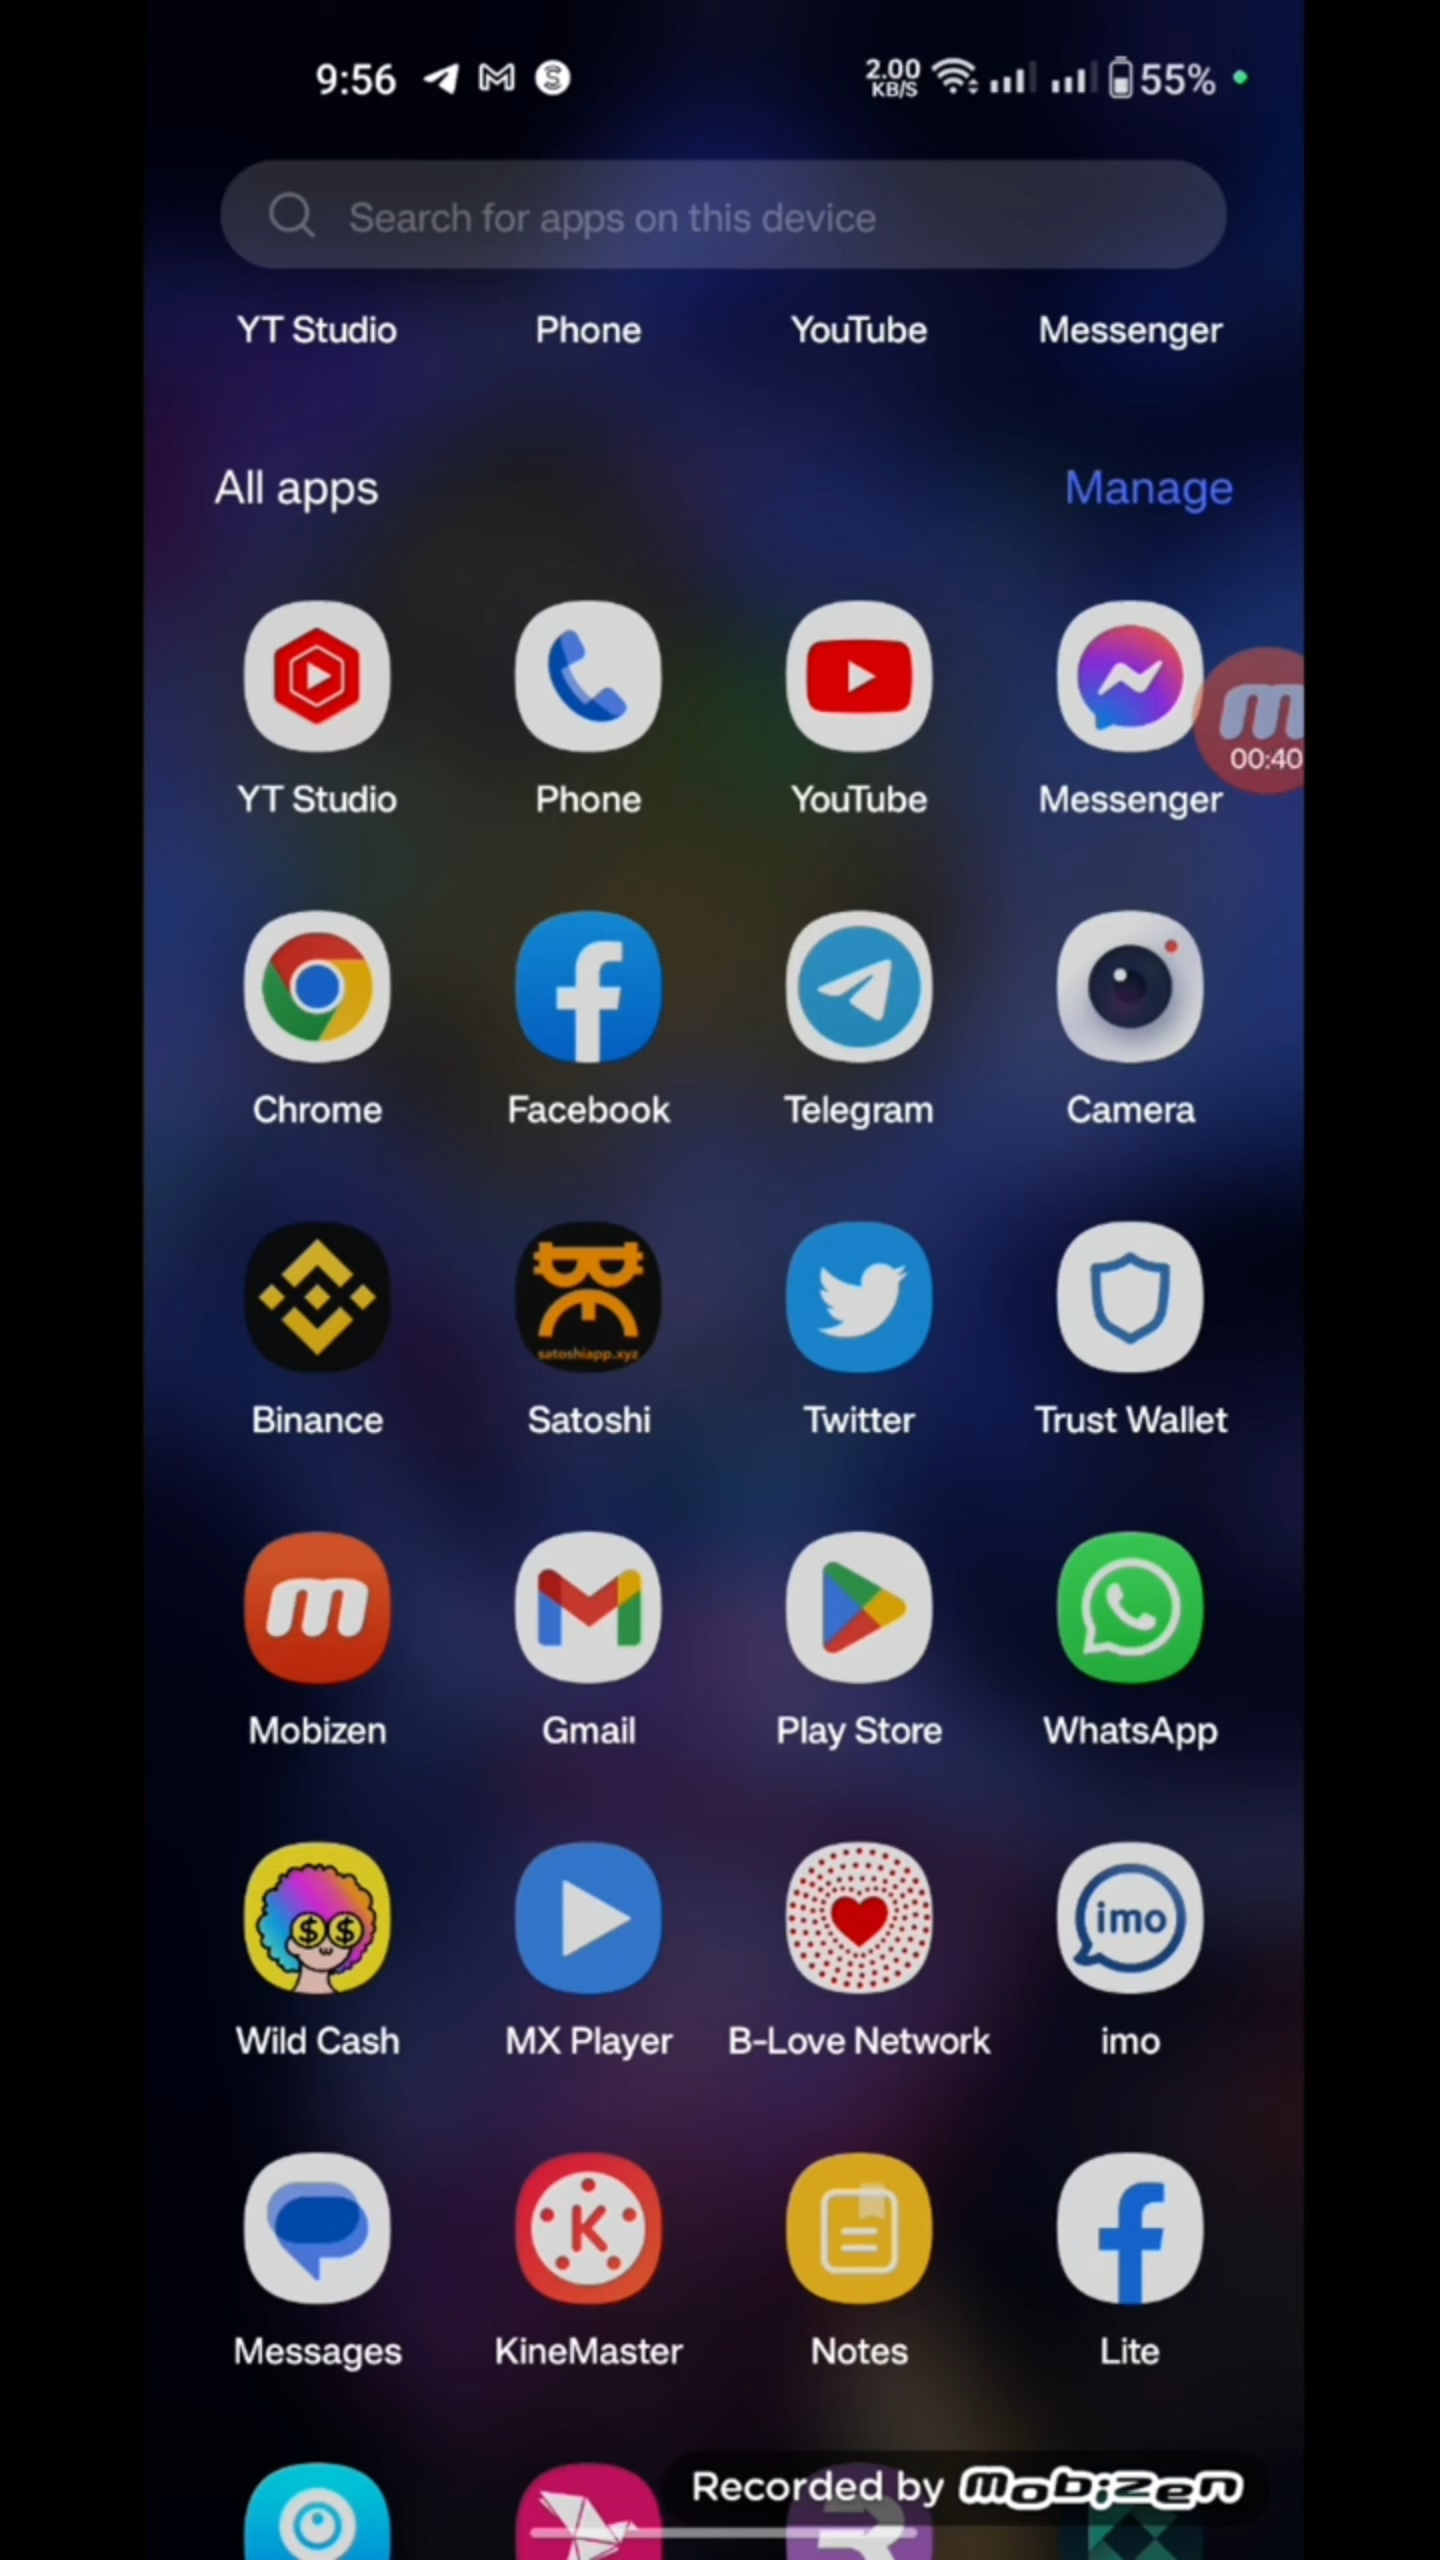 9:56 2.00 KB/S 55%
Search for apps on this device
YT Studio Phone YouTube Messenger
All apps Manage
00:40
YT Studio Phone YouTube Messenger
Chrome Facebook Telegram Camera
satoshiapp.xyz
Binance Satoshi Twitter Trust Wallet
Mobizen Gmail Play Store WhatsApp
imo
Wild Cash MX Player B-Love Network imo
Messages KineMaster Notes Lite
Recorded by mobizen